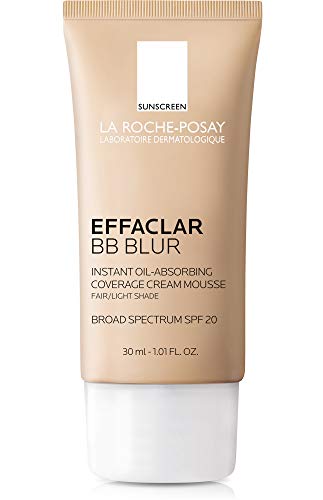 SUNSCREEN
LA ROCHE-POSAY
LABORATOIRE DERMATOLOGIQUE
EFFACLAR
BB BLUR
INSTANT OIL-ABSORBING
COVERAGE CREAM MOUSSE
FAIR/LIGHT SHADE
BROAD SPECTRUM SPF 20
30 ml - 1.01 FL. OZ.